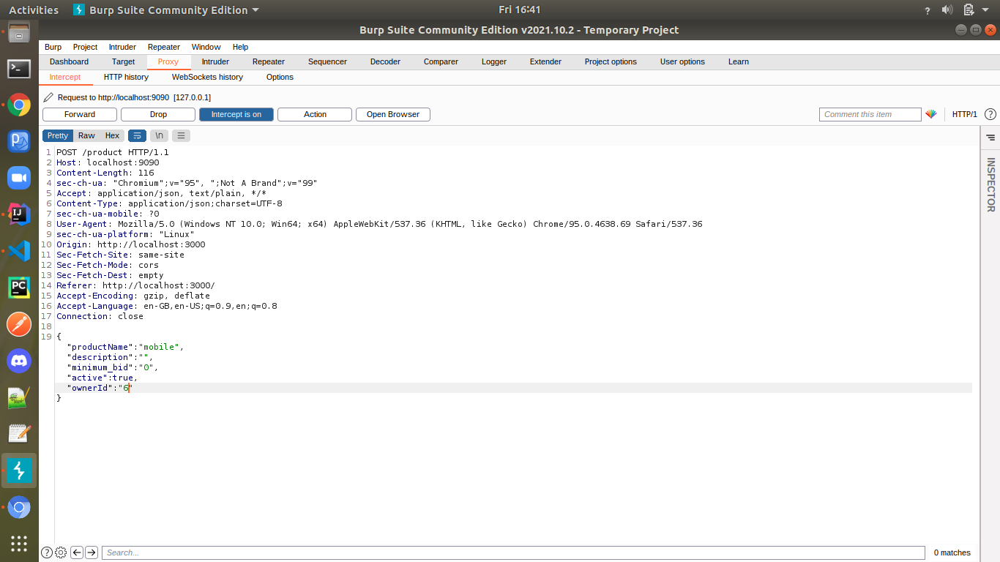 Activities Burp Suite Community Edition Fri 16:41 ?
Burp Suite Community Edition v2021.10.2 - Temporary Project
Burp Project Intruder Repeater Window Help
Dashboard Target Proxy Intruder Repeater Sequencer Decoder Comparer Logger Extender Project options User options Learn
Intercept HTTP history WebSockets history Options
Request to http://localhost:9090 [127.0.0.1]
Forward Drop Intercept is on Action Open Browser Comment this item HTTP/1 ?
Pretty Raw Hex \n
INSPECTOR
1 POST /product HTTP/1.1
2 Host: localhost:9090
3 Content-Length: 116
4 sec-ch-ua: "Chromium";v="95", ";Not A Brand";v="99"
5 Accept: application/json, text/plain, */*
6 Content-Type: application/json;charset=UTF-8
7 sec-ch-ua-mobile: ?0
8 User-Agent: Mozilla/5.0 (Windows NT 10.0; Win64; x64) AppleWebKit/537.36 (KHTML, like Gecko) Chrome/95.0.4638.69 Safari/537.36
9 sec-ch-ua-platform: "Linux"
10 Origin: http://localhost:3000
11 Sec-Fetch-Site: same-site
12 Sec-Fetch-Mode: cors
13 Sec-Fetch-Dest: empty
14 Referer: http://localhost:3000/
15 Accept-Encoding: gzip, deflate
16 Accept-Language: en-GB,en-US;q=0.9,en;q=0.8
17 Connection: close
18
19 {
"productName":"mobile",
"description":"",
"minimum_bid":"0",
"active":true,
"ownerId":"6"
}
? Search... 0 matches